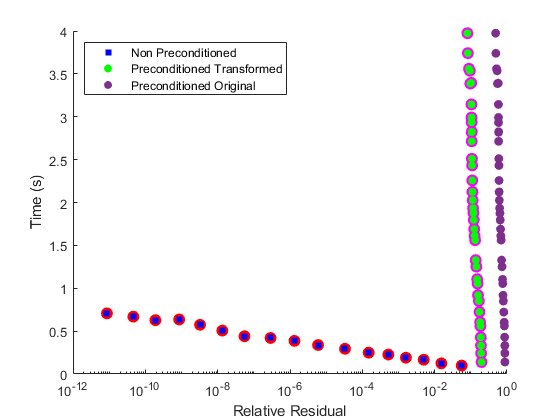 4
3.5
3
2.5
2
1.5
1
0.5
0
Time (s)
Non Preconditioned
Preconditioned Transformed
Preconditioned Original
10^-12 10^-10 10^-8 10^-6 10^-4 10^-2 10^0
Relative Residual